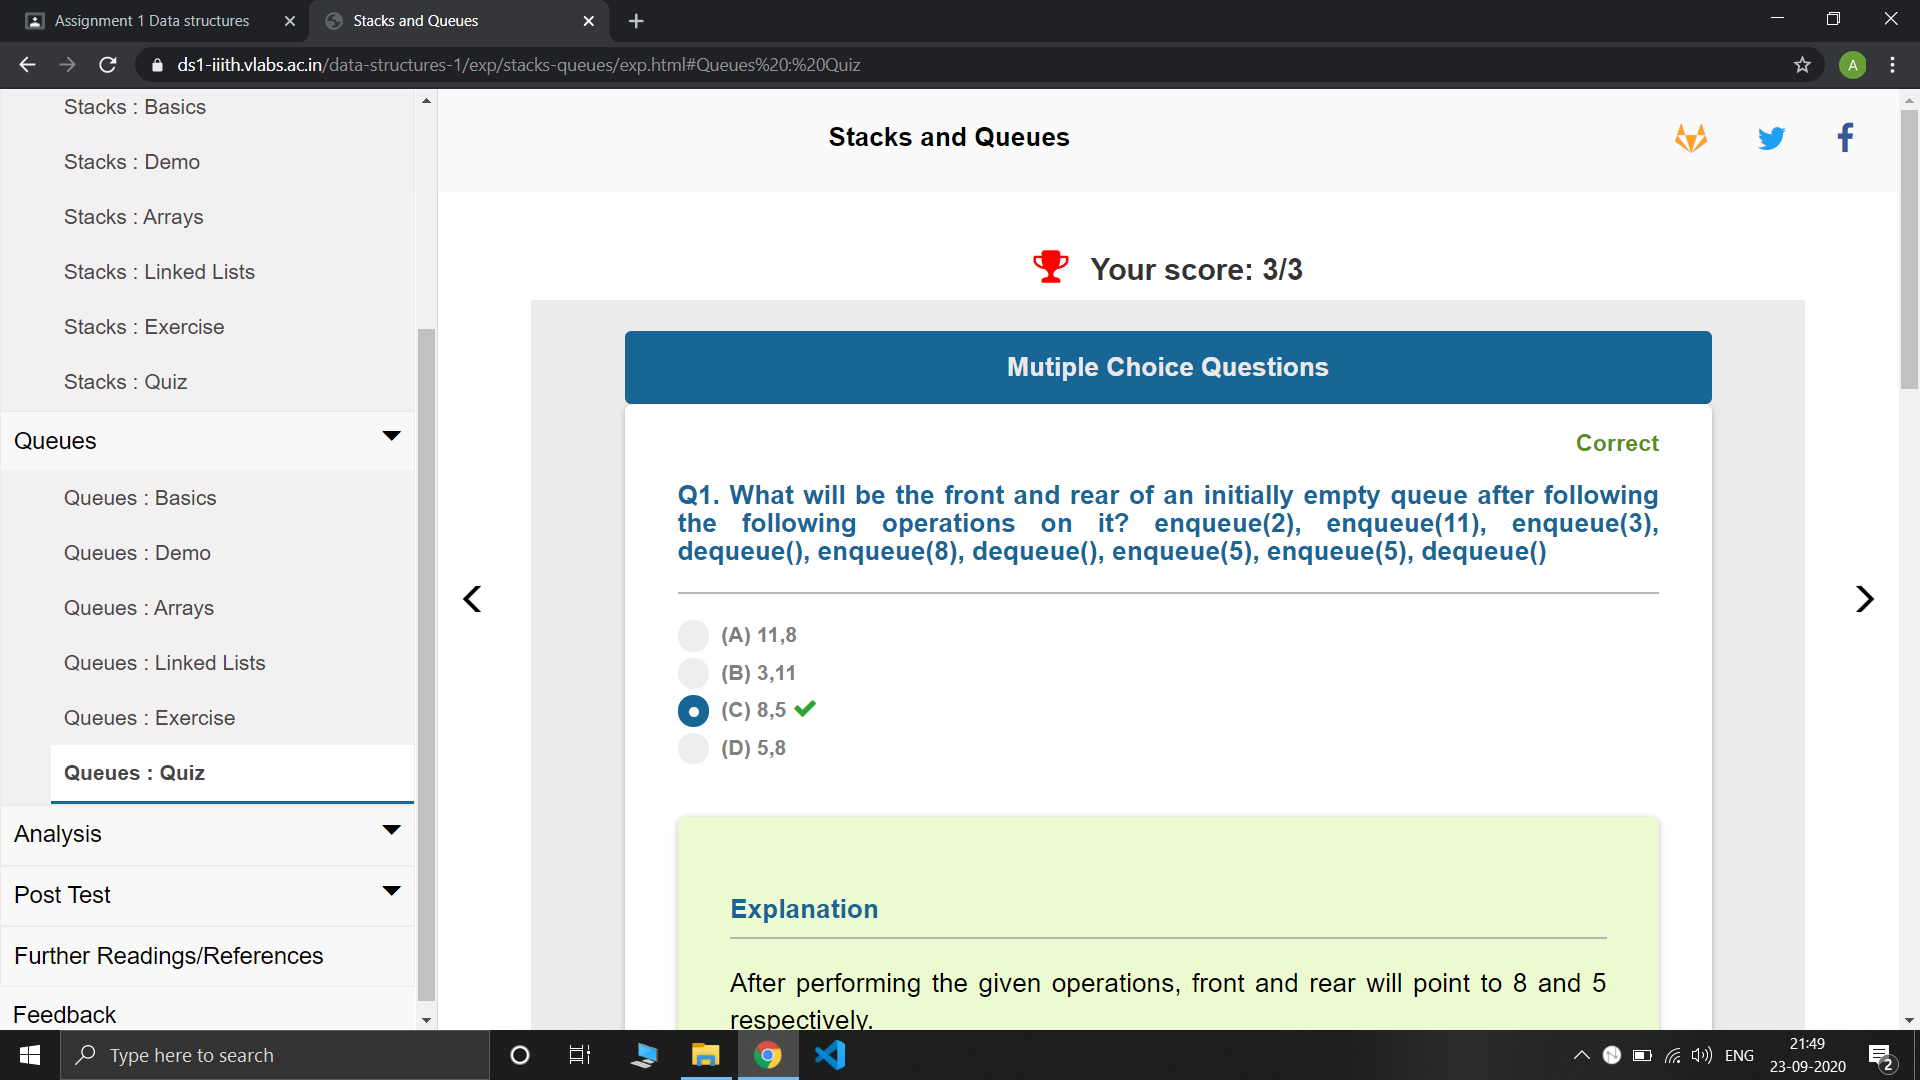 Assignment 1 Data structures
Stacks and Queues
ds1-iiith.vlabs.ac.in/data-structures-1/exp/stacks-queues/exp.html#Queues%20:%20Quiz
A
Stacks : Basics
Stacks : Demo
Stacks : Arrays
Stacks : Linked Lists
Stacks : Exercise
Stacks : Quiz
Queues
Queues : Basics
Queues : Demo
Queues : Arrays
Queues : Linked Lists
Queues : Exercise
Queues : Quiz
Analysis
Post Test
Further Readings/References
Feedback
Stacks and Queues
Your score: 3/3
Mutiple Choice Questions
Correct
Q1. What will be the front and rear of an initially empty queue after following
the following operations on it? enqueue(2), enqueue(11), enqueue(3),
dequeue(), enqueue(8), dequeue(), enqueue(5), enqueue(5), dequeue()
(A) 11,8
(B) 3,11
(C) 8,5
(D) 5,8
Explanation
After performing the given operations, front and rear will point to 8 and 5
respectively.
Type here to search
ENG
21:49
23-09-2020
2